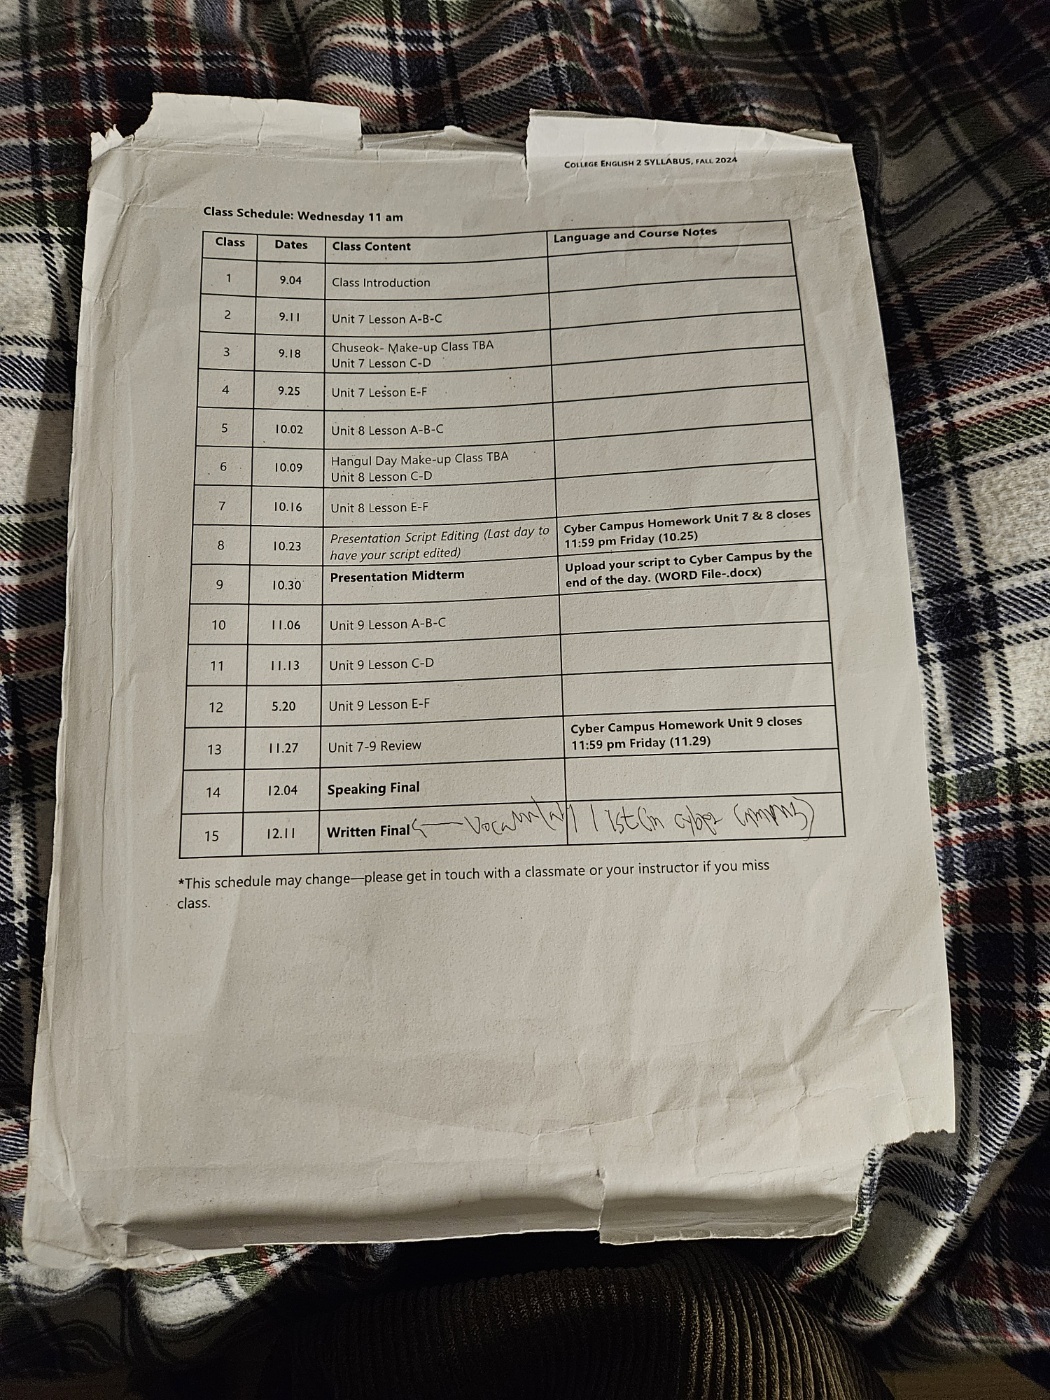 COLLEGE ENGLISH 2 SYLLABUS, FALL 2024
Class Schedule: Wednesday 11 am
Class Dates Class Content Language and Course Notes
1 9.04 Class Introduction
2 9.11 Unit 7 Lesson A-B-C
3 9.18 Chuseok- Make-up Class TBA
Unit 7 Lesson C-D
4 9.25 Unit 7 Lesson E-F
5 10.02 Unit 8 Lesson A-B-C
6 10.09 Hangul Day Make-up Class TBA
Unit 8 Lesson C-D
7 10.16 Unit 8 Lesson E-F
8 10.23 Presentation Script Editing (Last day to
have your script edited)
Cyber Campus Homework Unit 7 & 8 closes
11:59 pm Friday (10.25)
9 10.30 Presentation Midterm
Upload your script to Cyber Campus by the
end of the day. (WORD File-.docx)
10 11.06 Unit 9 Lesson A-B-C
11 11.13 Unit 9 Lesson C-D
12 5.20 Unit 9 Lesson E-F
13 11.27 Unit 7-9 Review
Cyber Campus Homework Unit 9 closes
11:59 pm Friday (11.29)
14 12.04 Speaking Final
15 12.11 Written Final list (in cyber campus)
*This schedule may change—please get in touch with a classmate or your instructor if you miss
class.